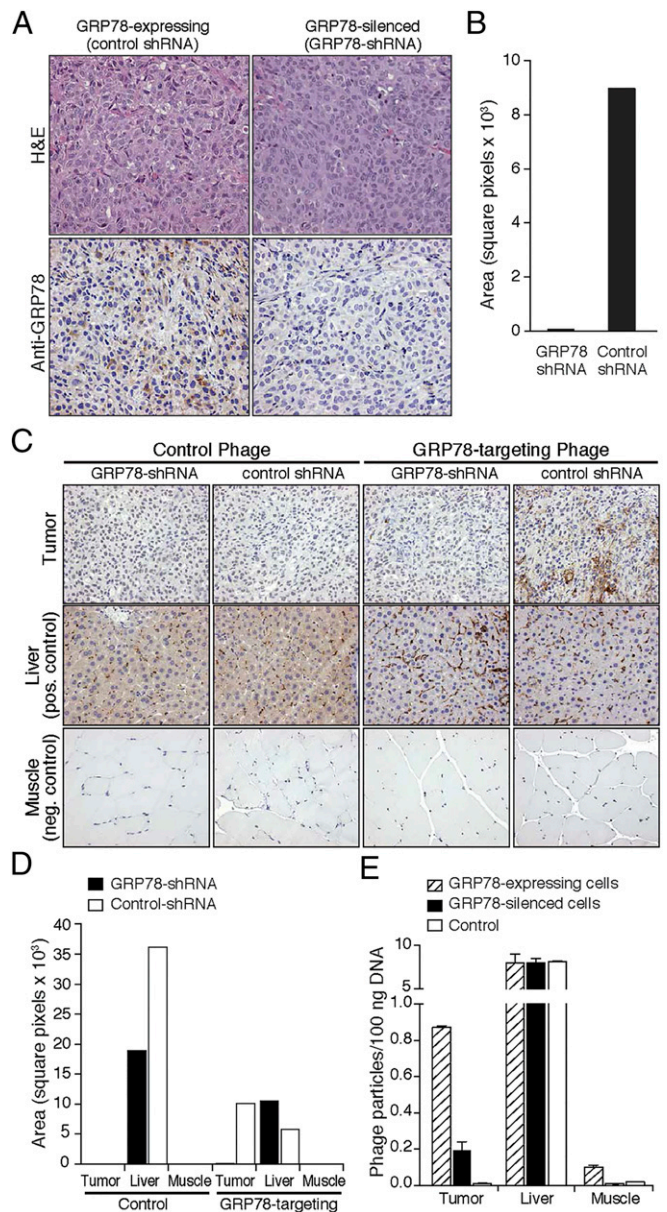 A
GRP78-expressing
(control shRNA)
GRP78-silenced
(GRP78-shRNA)
H&E
Anti-GRP78
B
Area (square pixels x 10³)
10
8
6
4
2
0
GRP78
shRNA
Control
shRNA
C
Control Phage
GRP78-targeting Phage
GRP78-shRNA
control shRNA
GRP78-shRNA
control shRNA
Tumor
Liver
(pos. control)
Muscle
(neg. control)
D
GRP78-shRNA
Control-shRNA
Area (square pixels x 10³)
40
35
25
20
15
10
5
0
Tumor Liver Muscle Tumor Liver Muscle
Control
GRP78-targeting
E
GRP78-expressing cells
GRP78-silenced cells
Control
Phage particles/100 ng DNA
10
5
1.0
0.8
0.6
0.4
0.2
0.0
Tumor
Liver
Muscle